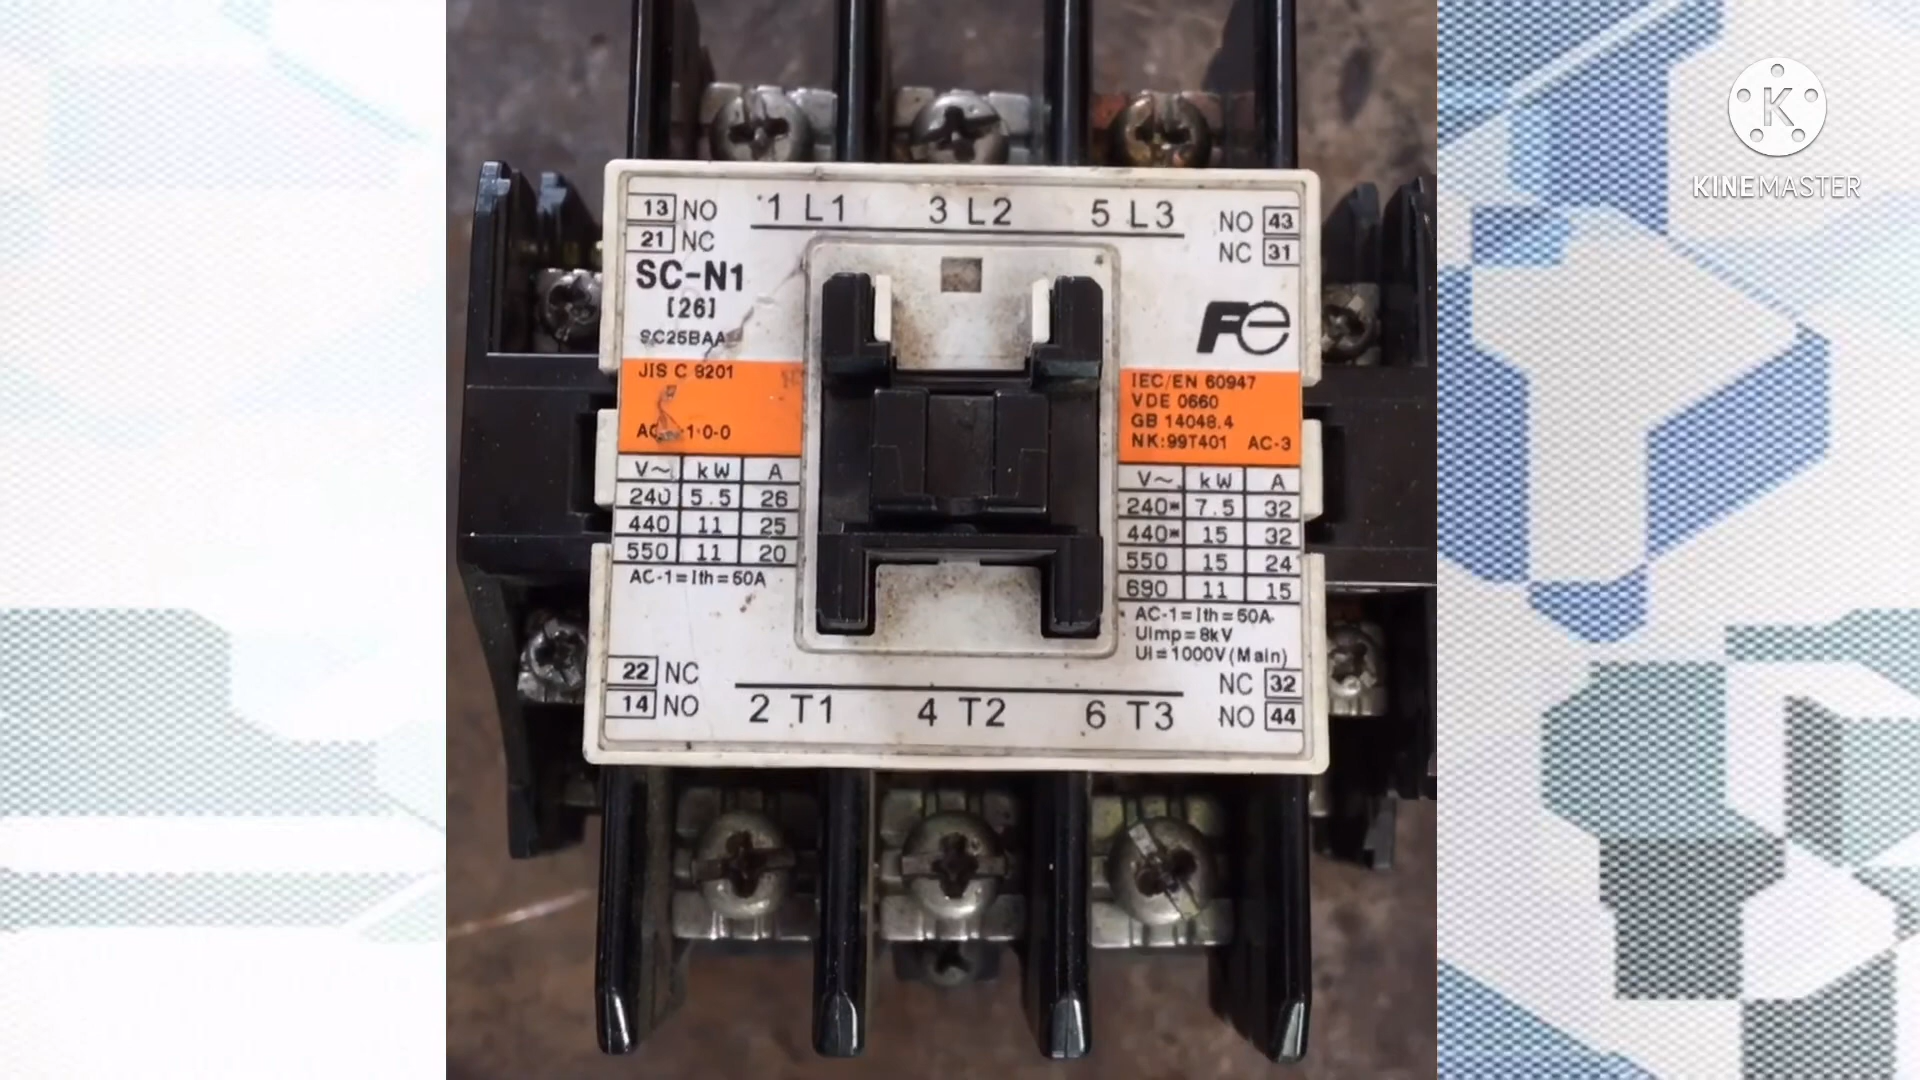 K
KINEMASTER
13 NO
21 NC
1 L1 3 L2 5 L3
NO 43
NC 31
SC-N1
[26]
SC25BAA
Fe
JIS C 8201
IEC/EN 60947
VDE 0660
GB 14048.4
NK:99T401 AC-3
V~ kW A
240 5.5 26
440 11 25
550 11 20
AC-1=Ith=50A
V~ kW A
240= 7.5 32
440= 15 32
550 15 24
690 11 15
AC-1=Ith=50A
UImp=8kV
UI=1000V(Main)
22 NC
14 NO
2 T1 4 T2 6 T3
NC 32
NO 44